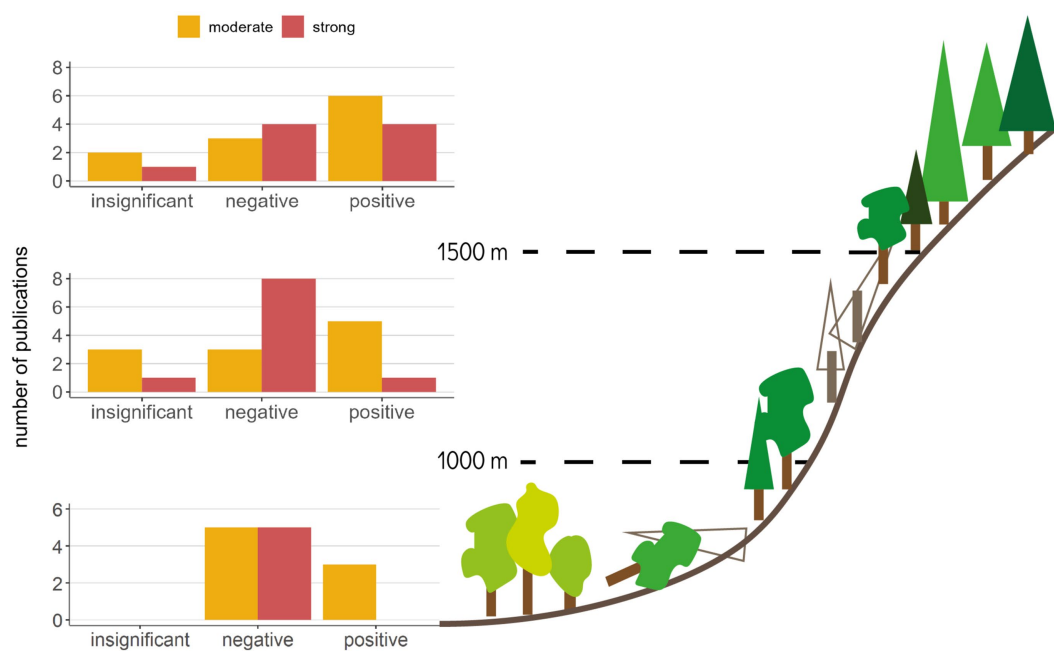 moderate strong
8
6
4
2
0
insignificant negative positive
1500 m
number of publications
8
6
4
2
0
insignificant negative positive
1000 m
6
4
2
0
insignificant negative positive